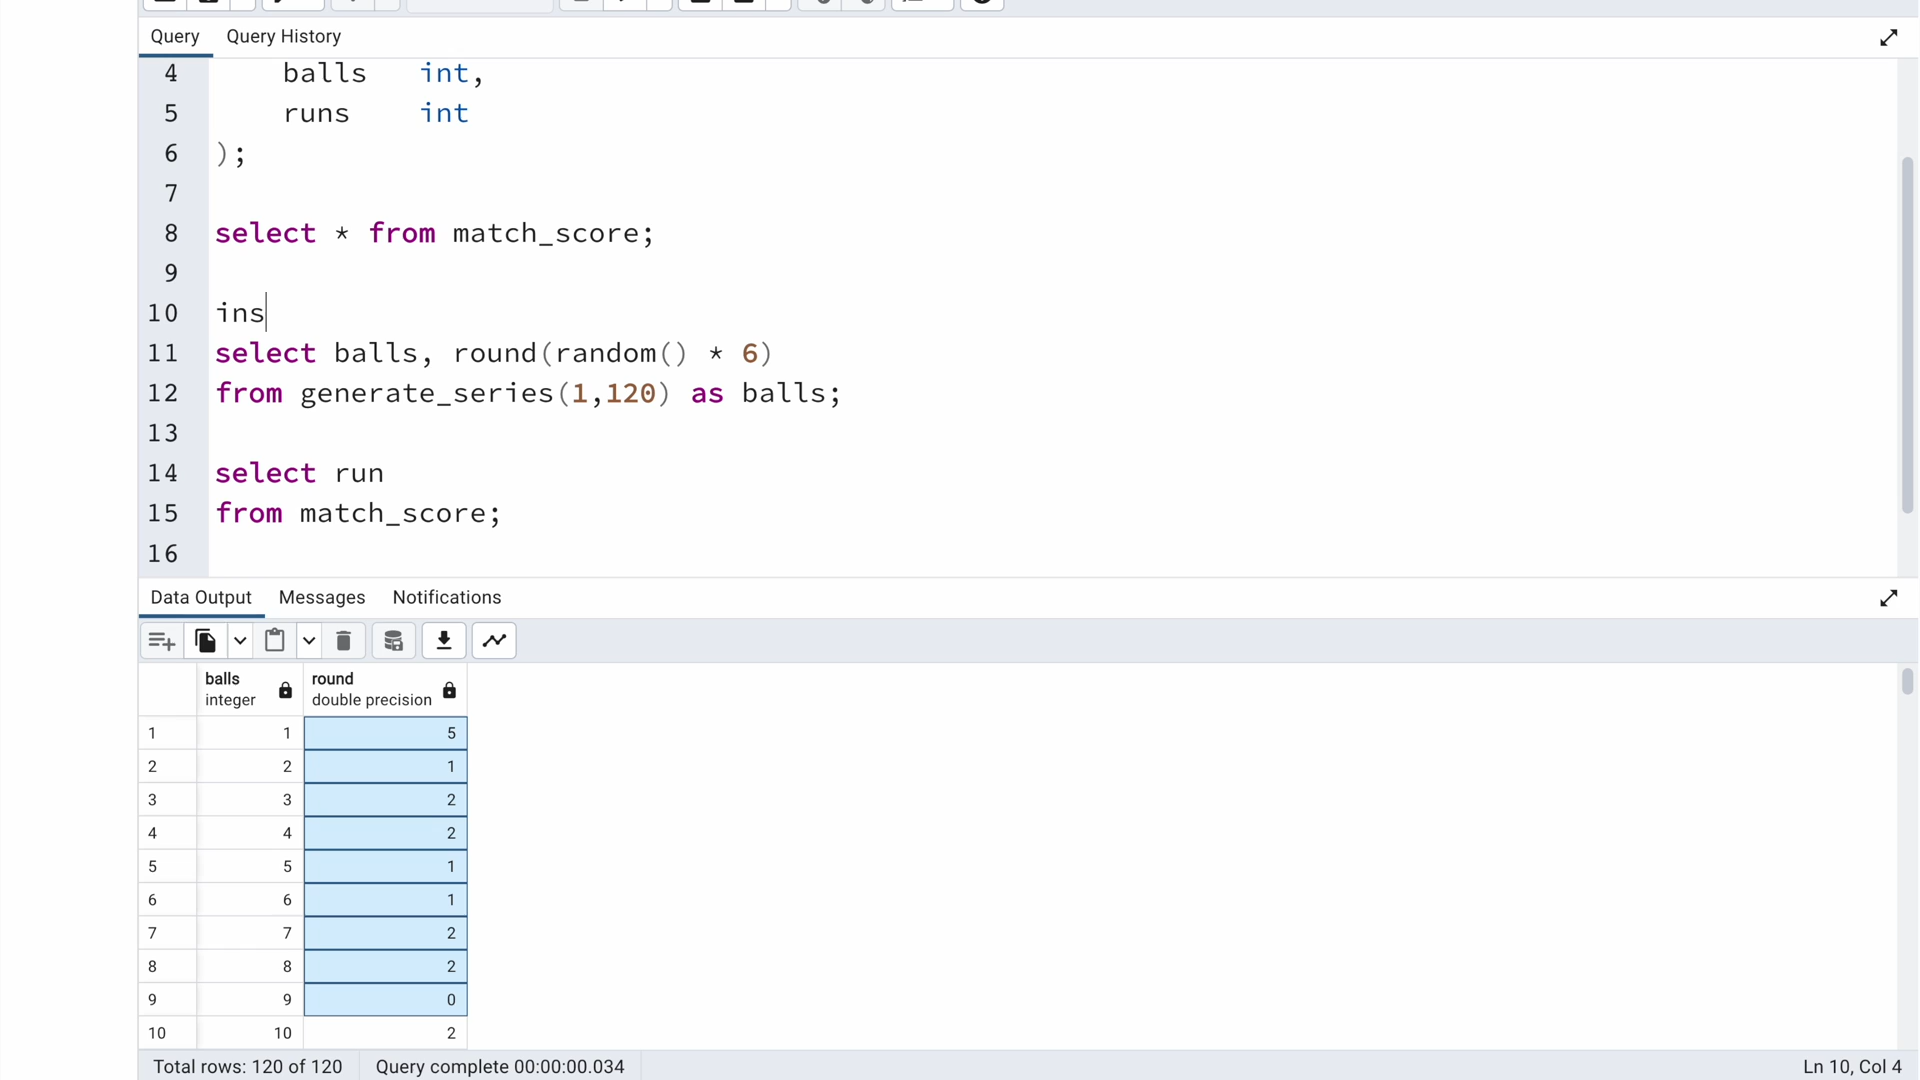 Query Query History
4 balls int,
5 runs int
6 );
7
8 select * from match_score;
9
10 ins
11 select balls, round(random() * 6)
12 from generate_series(1,120) as balls;
13
14 select run
15 from match_score;
16
Data Output Messages Notifications
balls round
integer double precision
1 1 5
2 2 1
3 3 2
4 4 2
5 5 1
6 6 1
7 7 2
8 8 2
9 9 0
10 10 2
Total rows: 120 of 120 Query complete 00:00:00.034 Ln 10, Col 4